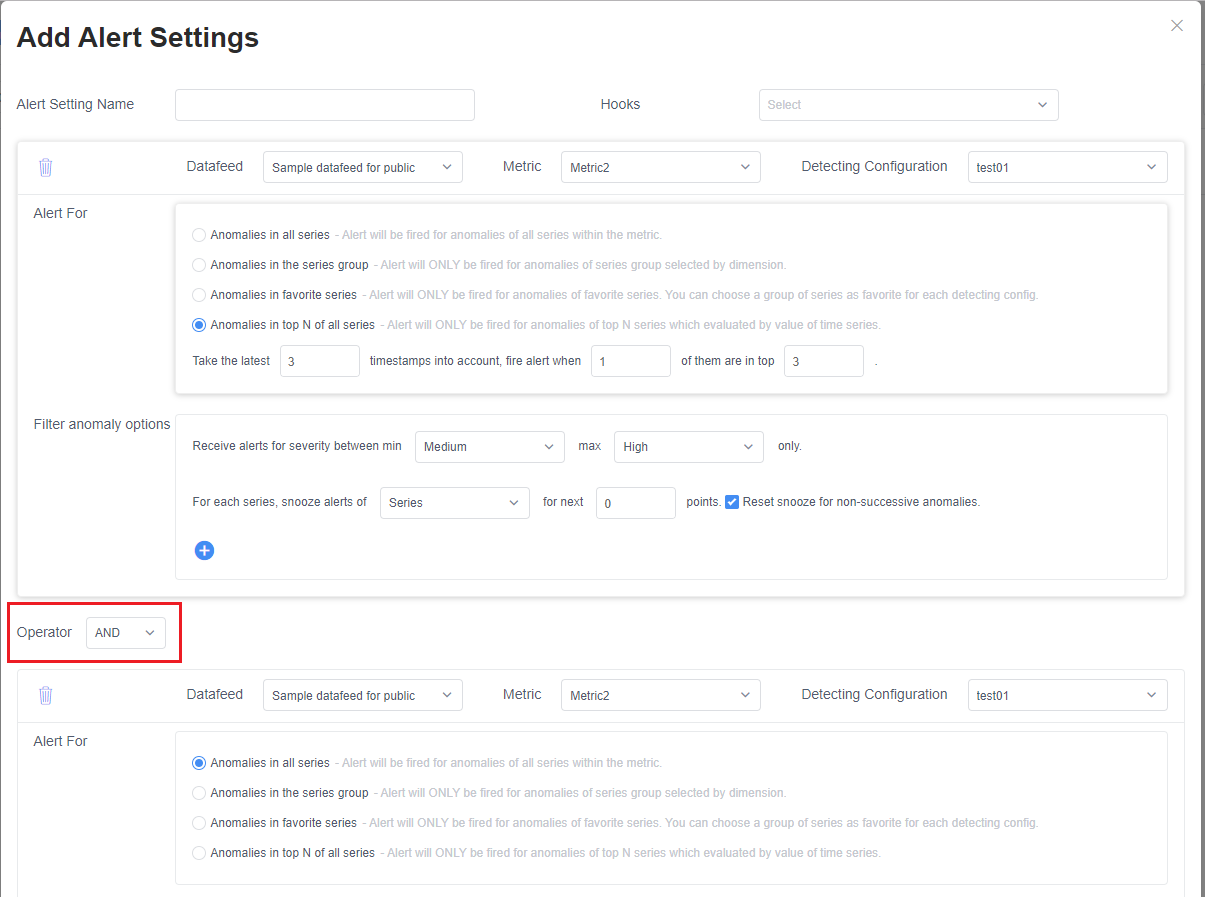 Add Alert Settings
Alert Setting Name Hooks Select
Datafeed Sample datafeed for public Metric Metric2 Detecting Configuration test01
Alert For
Anomalies in all series - Alert will be fired for anomalies of all series within the metric.
Anomalies in the series group - Alert will ONLY be fired for anomalies of series group selected by dimension.
Anomalies in favorite series - Alert will ONLY be fired for anomalies of favorite series. You can choose a group of series as favorite for each detecting config.
Anomalies in top N of all series - Alert will ONLY be fired for anomalies of top N series which evaluated by value of time series.
Take the latest 3 timestamps into account, fire alert when 1 of them are in top 3 .
Filter anomaly options
Receive alerts for severity between min Medium max High only.
For each series, snooze alerts of Series for next 0 points. Reset snooze for non-successive anomalies.
Operator AND
Datafeed Sample datafeed for public Metric Metric2 Detecting Configuration test01
Alert For
Anomalies in all series - Alert will be fired for anomalies of all series within the metric.
Anomalies in the series group - Alert will ONLY be fired for anomalies of series group selected by dimension.
Anomalies in favorite series - Alert will ONLY be fired for anomalies of favorite series. You can choose a group of series as favorite for each detecting config.
Anomalies in top N of all series - Alert will ONLY be fired for anomalies of top N series which evaluated by value of time series.